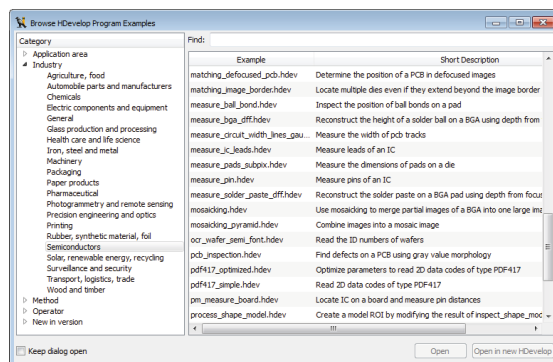 Browse HDevelop Program Examples
Category
Application area
Industry
Agriculture, food
Automobile parts and manufacturers
Chemicals
Electric components and equipment
General
Glass production and processing
Health care and life science
Iron, steel and metal
Machinery
Packaging
Paper products
Pharmaceutical
Photogrammetry and remote sensing
Precision engineering and optics
Printing
Rubber, synthetic material, foil
Semiconductors
Solar, renewable energy, recycling
Surveillance and security
Transport, logistics, trade
Wood and timber
Method
Operator
New in version
Find:
Example Short Description
matching_defocused_pcb.hdev Determine the position of a PCB in defocused images
matching_image_border.hdev Locate multiple dies even if they extend beyond the image border
measure_ball_bond.hdev Inspect the position of ball bonds on a pad
measure_bga_dff.hdev Reconstruct the height of a solder ball on a BGA using depth from
measure_circuit_width_lines_gau... Measure the width of pcb tracks
measure_ic_leads.hdev Measure leads of an IC
measure_pads_subpix.hdev Measure the dimensions of pads on a die
measure_pin.hdev Measure pins of an IC
measure_solder_paste_dff.hdev Reconstruct the solder paste on a BGA pad using depth from focus
mosaicking.hdev Use mosaicking to merge partial images of a BGA into one large ima
mosaicking_pyramid.hdev Combine images into a mosaic image
ocr_wafer_semi_font.hdev Read the ID numbers of wafers
pcb_inspection.hdev Find defects on a PCB using gray value morphology
pdf417_optimized.hdev Optimize parameters to read 2D data codes of type PDF417
pdf417_simple.hdev Read 2D data codes of type PDF417
pm_measure_board.hdev Locate IC on a board and measure pin distances
process_shape_model.hdev Create a model ROI by modifying the result of inspect_shape_mod
Keep dialog open
Open
Open in new HDevelop